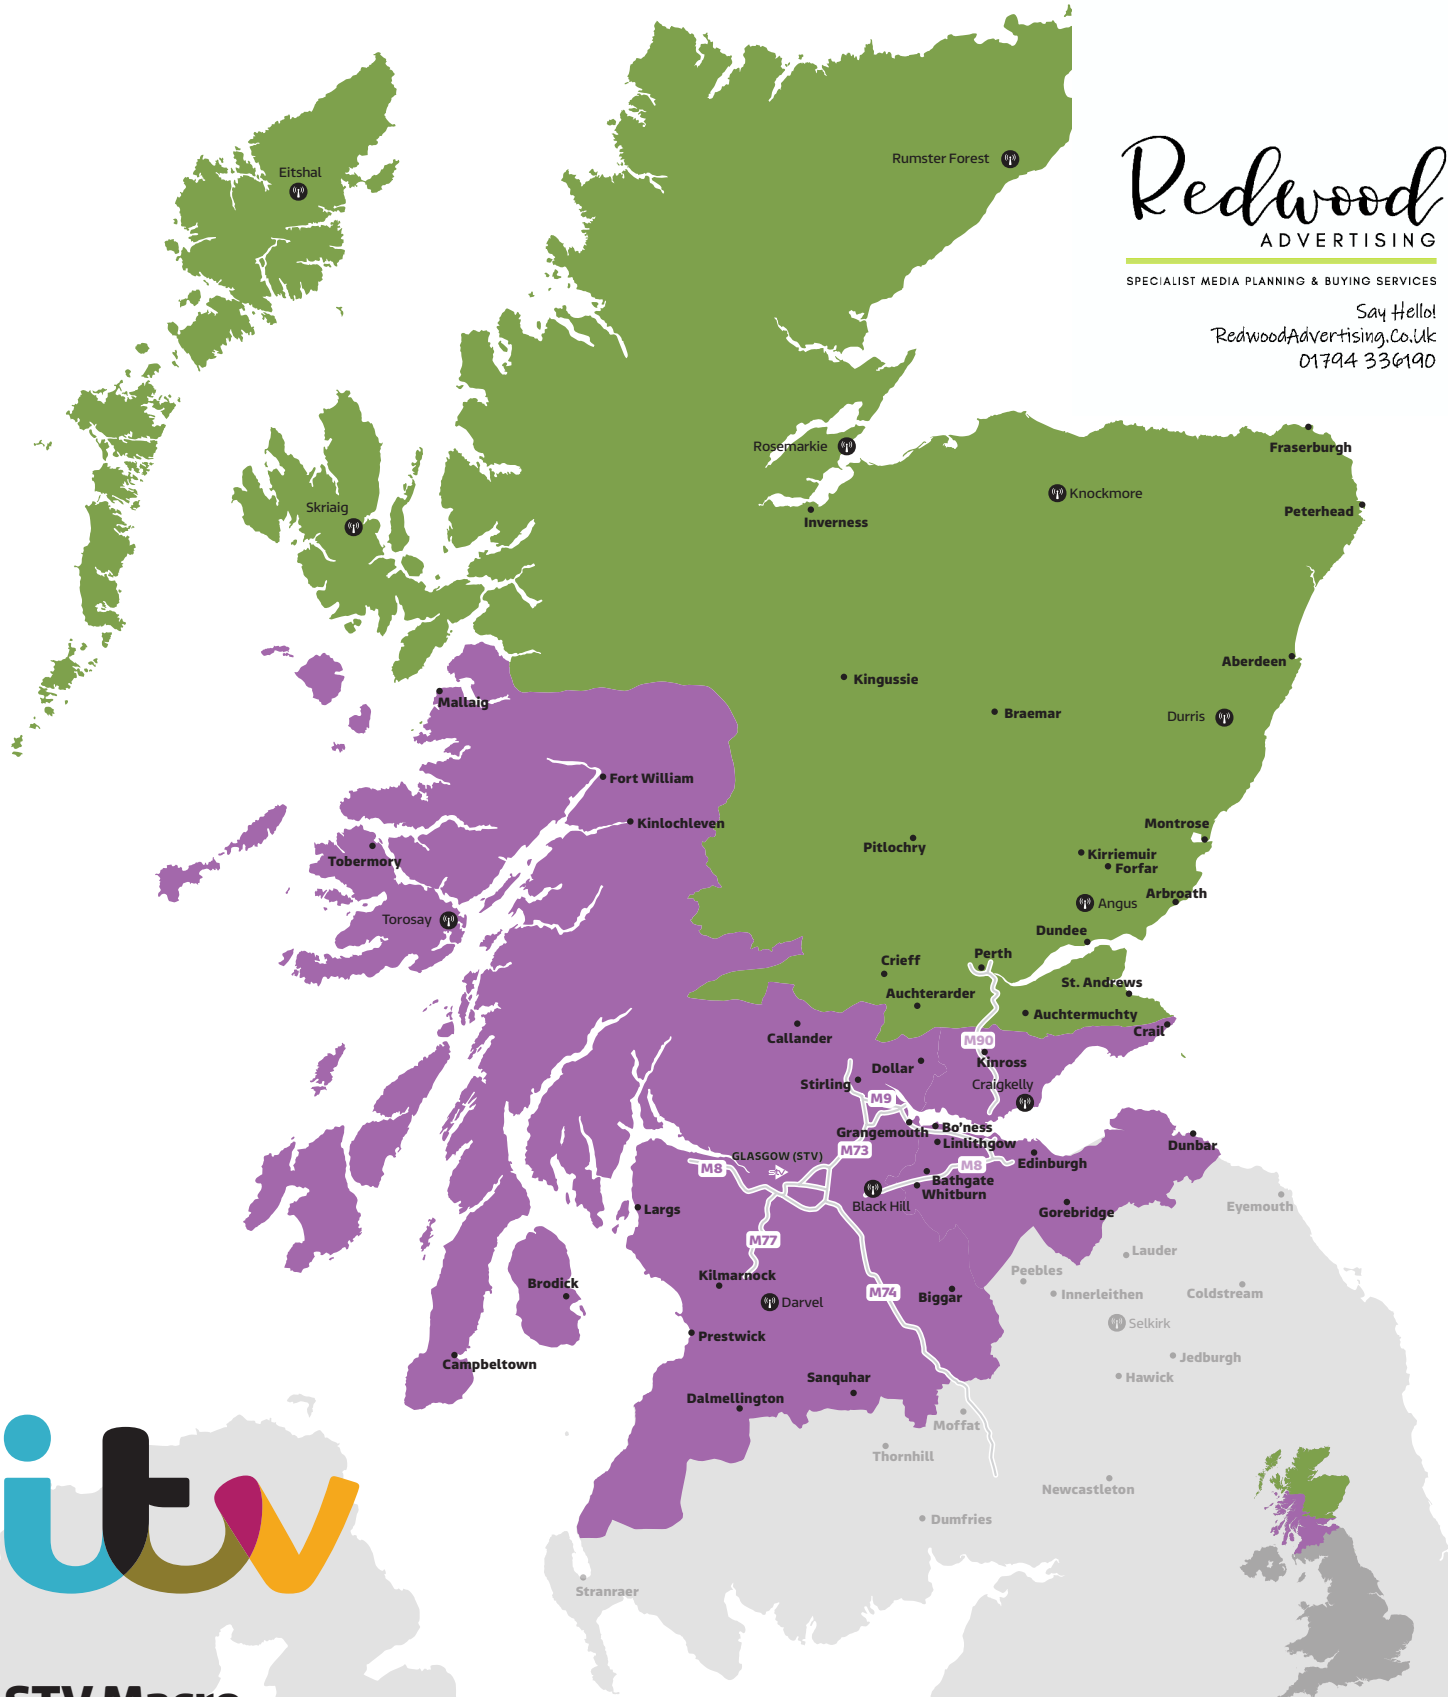 Redwood
ADVERTISING
SPECIALIST MEDIA PLANNING & BUYING SERVICES
Say Hello!
RedwoodAdvertising.Co.Uk
01794 336190
Rumster Forest
Eitshal
Rosemarkie
Fraserburgh
Knockmore
Skriaig
Peterhead
Inverness
Aberdeen
Kingussie
Mallaig
Braemar
Durris
Fort William
Kinlochleven
Montrose
Pitlochry
Kirriemuir
Forfar
Tobermory
Arbroath
Angus
Torosay
Dundee
Perth
Crieff
St. Andrews
Auchterarder
Auchtermuchty
Crail
Callander
M90
Kinross
Dollar
Stirling
Craigkelly
M9
Grangemouth
Bo'ness
Linlithgow
Dunbar
M73
GLASGOW (STV)
STV
M8
M8
Edinburgh
Bathgate
Whitburn
Black Hill
Largs
Gorebridge
Eyemouth
M77
Lauder
Kilmarnock
Peebles
Brodick
M74
Biggar
Innerleithen
Coldstream
Darvel
Selkirk
Prestwick
Jedburgh
Campbeltown
Sanquhar
Hawick
Dalmellington
Moffat
Thornhill
Newcastleton
Dumfries
itv
Stranraer
STV Macro